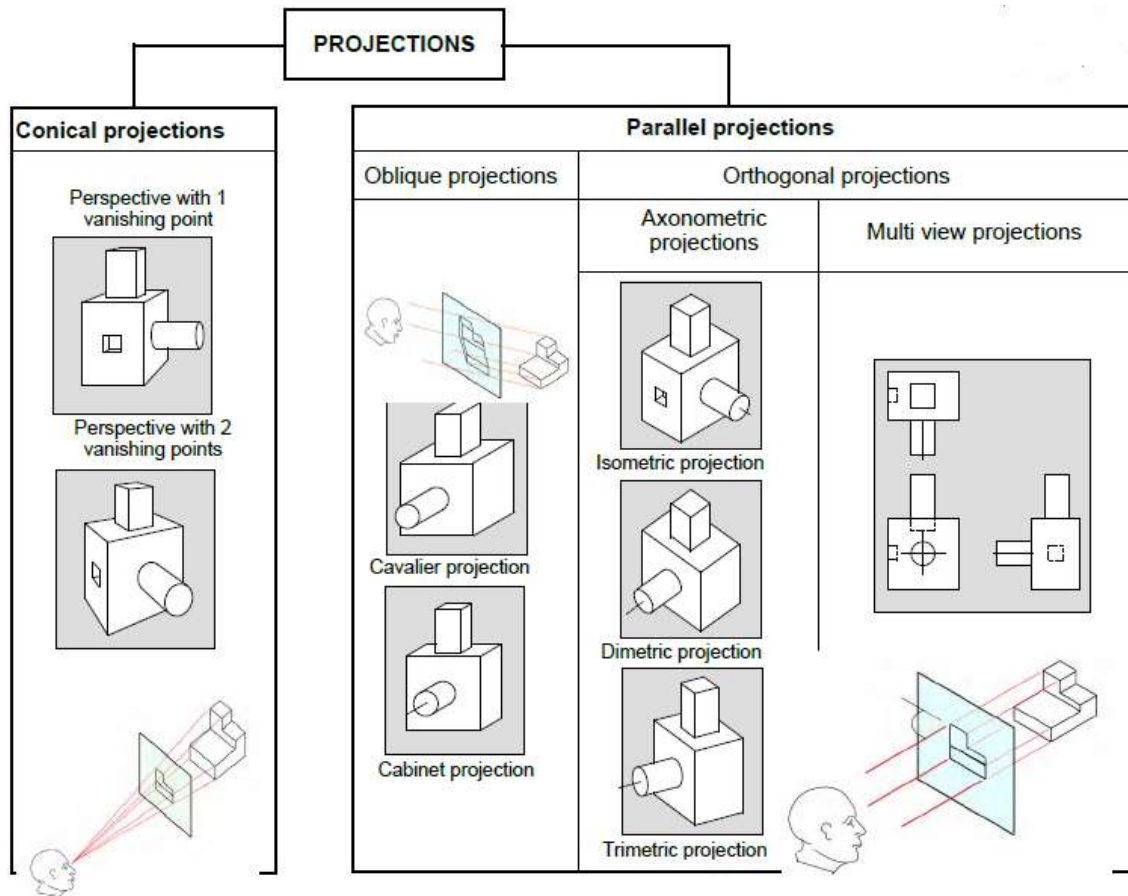 PROJECTIONS
Conical projections
Perspective with 1
vanishing point
Perspective with 2
vanishing points
Parallel projections
Oblique projections
Cavalier projection
Cabinet projection
Orthogonal projections
Axonometric
projections
Isometric projection
Dimetric projection
Trimetric projection
Multi view projections